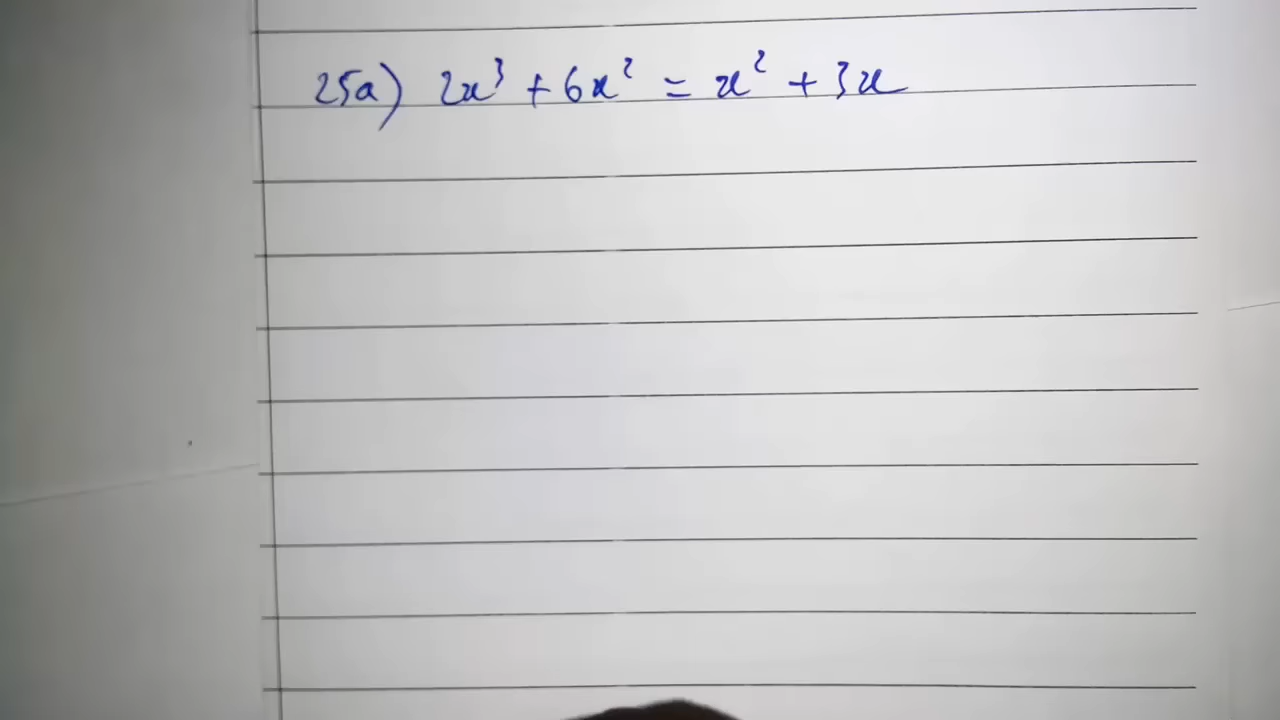 25a) 2x³ + 6x² = x² + 3x